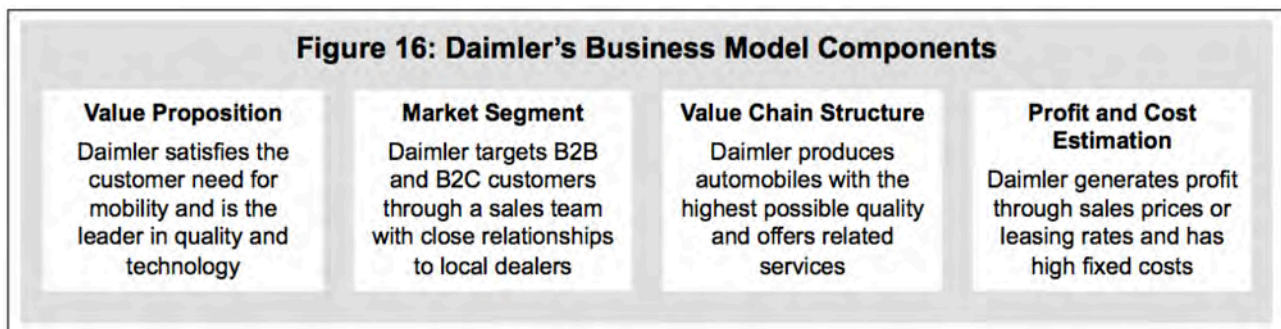 Figure 16: Daimler's Business Model Components
Value Proposition
Daimler satisfies the
customer need for
mobility and is the
leader in quality and
technology
Market Segment
Daimler targets B2B
and B2C customers
through a sales team
with close relationships
to local dealers
Value Chain Structure
Daimler produces
automobiles with the
highest possible quality
and offers related
services
Profit and Cost
Estimation
Daimler generates profit
through sales prices or
leasing rates and has
high fixed costs